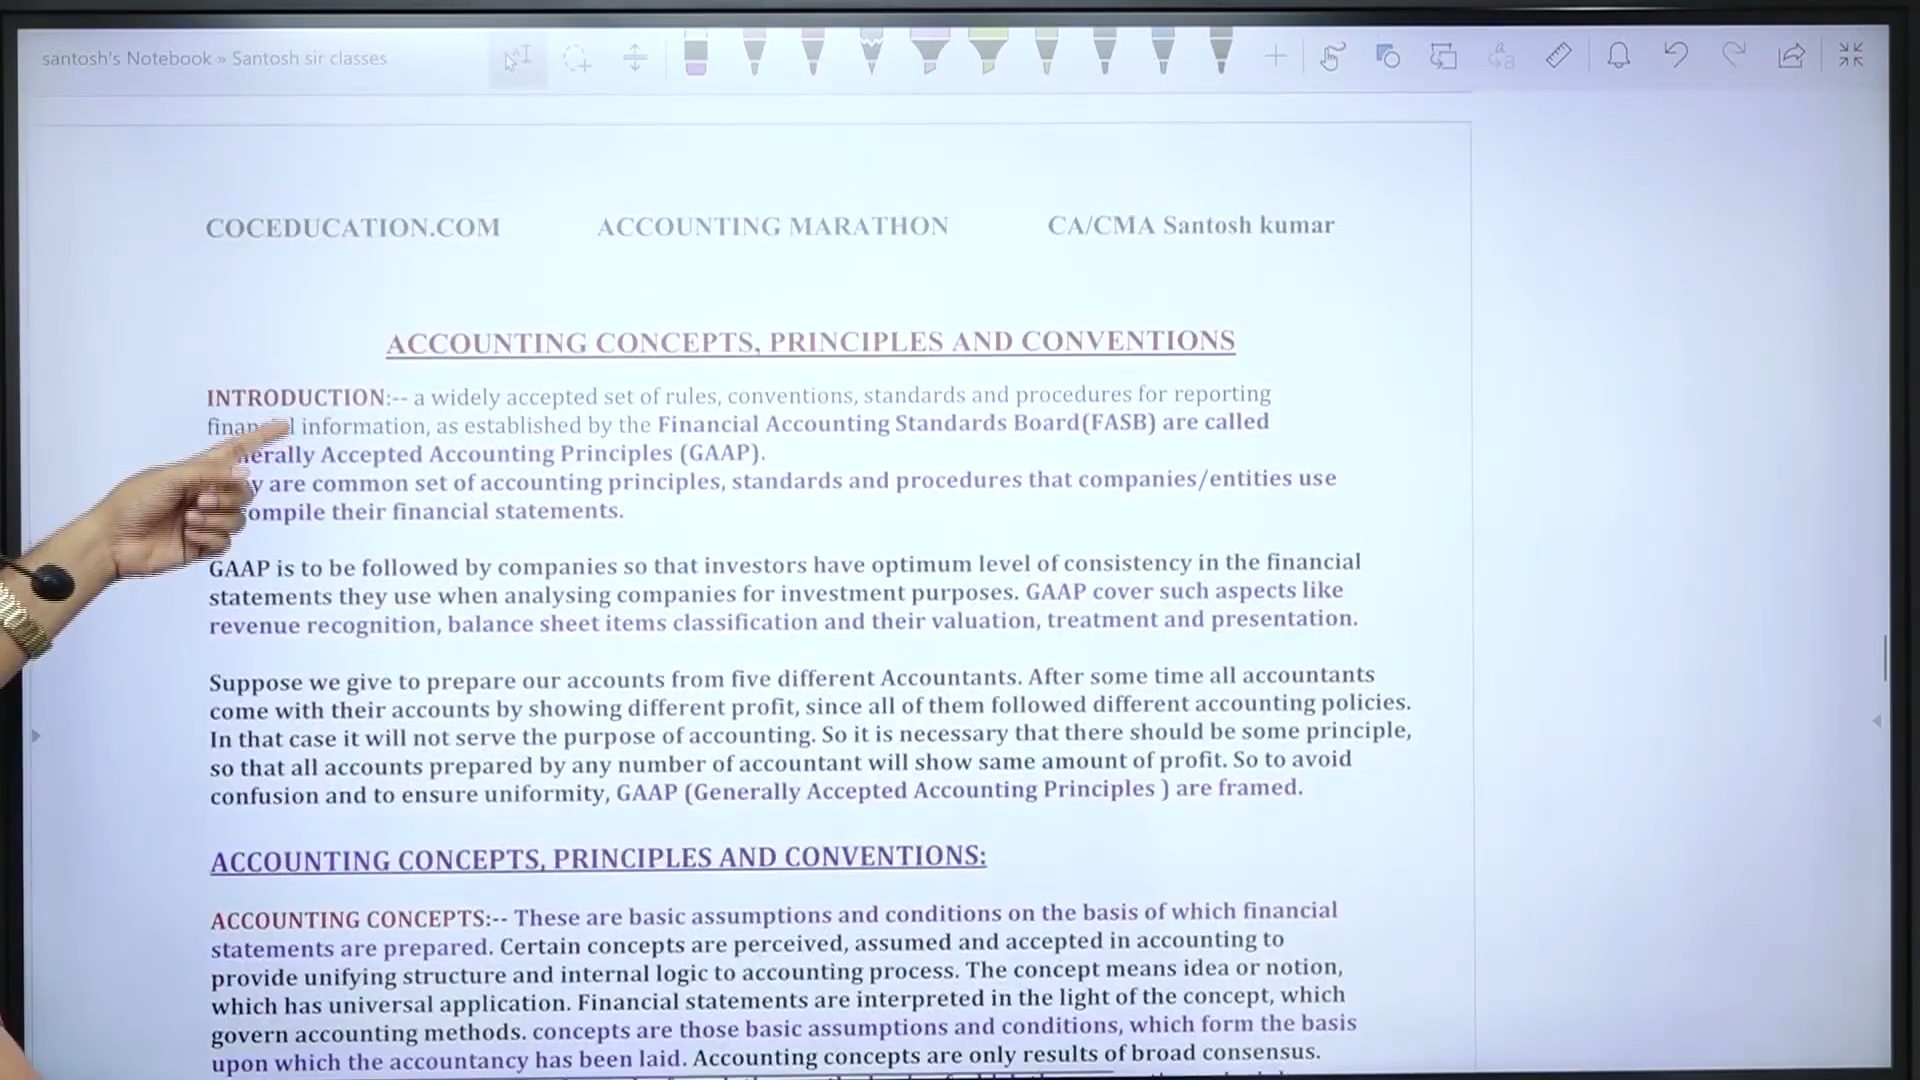 santosh's Notebook » Santosh sir classes
COCEDUCATION.COM ACCOUNTING MARATHON CA/CMA Santosh kumar
ACCOUNTING CONCEPTS, PRINCIPLES AND CONVENTIONS
INTRODUCTION:-- a widely accepted set of rules, conventions, standards and procedures for reporting
information, as established by the Financial Accounting Standards Board(FASB) are called
Accepted Accounting Principles (GAAP).
are common set of accounting principles, standards and procedures that companies/entities use
their financial statements.
GAAP is to be followed by companies so that investors have optimum level of consistency in the financial
statements they use when analysing companies for investment purposes. GAAP cover such aspects like
revenue recognition, balance sheet items classification and their valuation, treatment and presentation.
Suppose we give to prepare our accounts from five different Accountants. After some time all accountants
come with their accounts by showing different profit, since all of them followed different accounting policies.
In that case it will not serve the purpose of accounting. So it is necessary that there should be some principle,
so that all accounts prepared by any number of accountant will show same amount of profit. So to avoid
confusion and to ensure uniformity, GAAP (Generally Accepted Accounting Principles ) are framed.
ACCOUNTING CONCEPTS, PRINCIPLES AND CONVENTIONS:
ACCOUNTING CONCEPTS:-- These are basic assumptions and conditions on the basis of which financial
statements are prepared. Certain concepts are perceived, assumed and accepted in accounting to
provide unifying structure and internal logic to accounting process. The concept means idea or notion,
which has universal application. Financial statements are interpreted in the light of the concept, which
govern accounting methods. concepts are those basic assumptions and conditions, which form the basis
upon which the accountancy has been laid. Accounting concepts are only results of broad consensus.